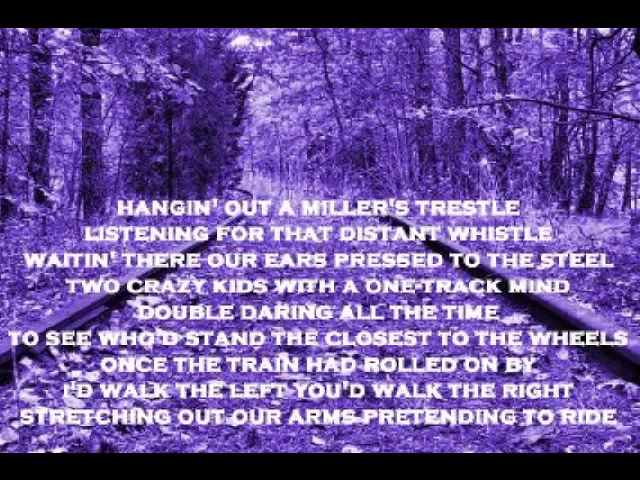 HANGIN' OUT A MILLER'S TRESTLE
LISTENING FOR THAT DISTANT WHISTLE
WAITIN' THERE OUR EARS PRESSED TO THE STEEL
TWO CRAZY KIDS WITH A ONE-TRACK MIND
DOUBLE DARING ALL THE TIME
TO SEE WHO'D STAND THE CLOSEST TO THE WHEELS
ONCE THE TRAIN HAD ROLLED ON BY
I'D WALK THE LEFT YOU'D WALK THE RIGHT
STRETCHING OUT OUR ARMS PRETENDING TO RIDE